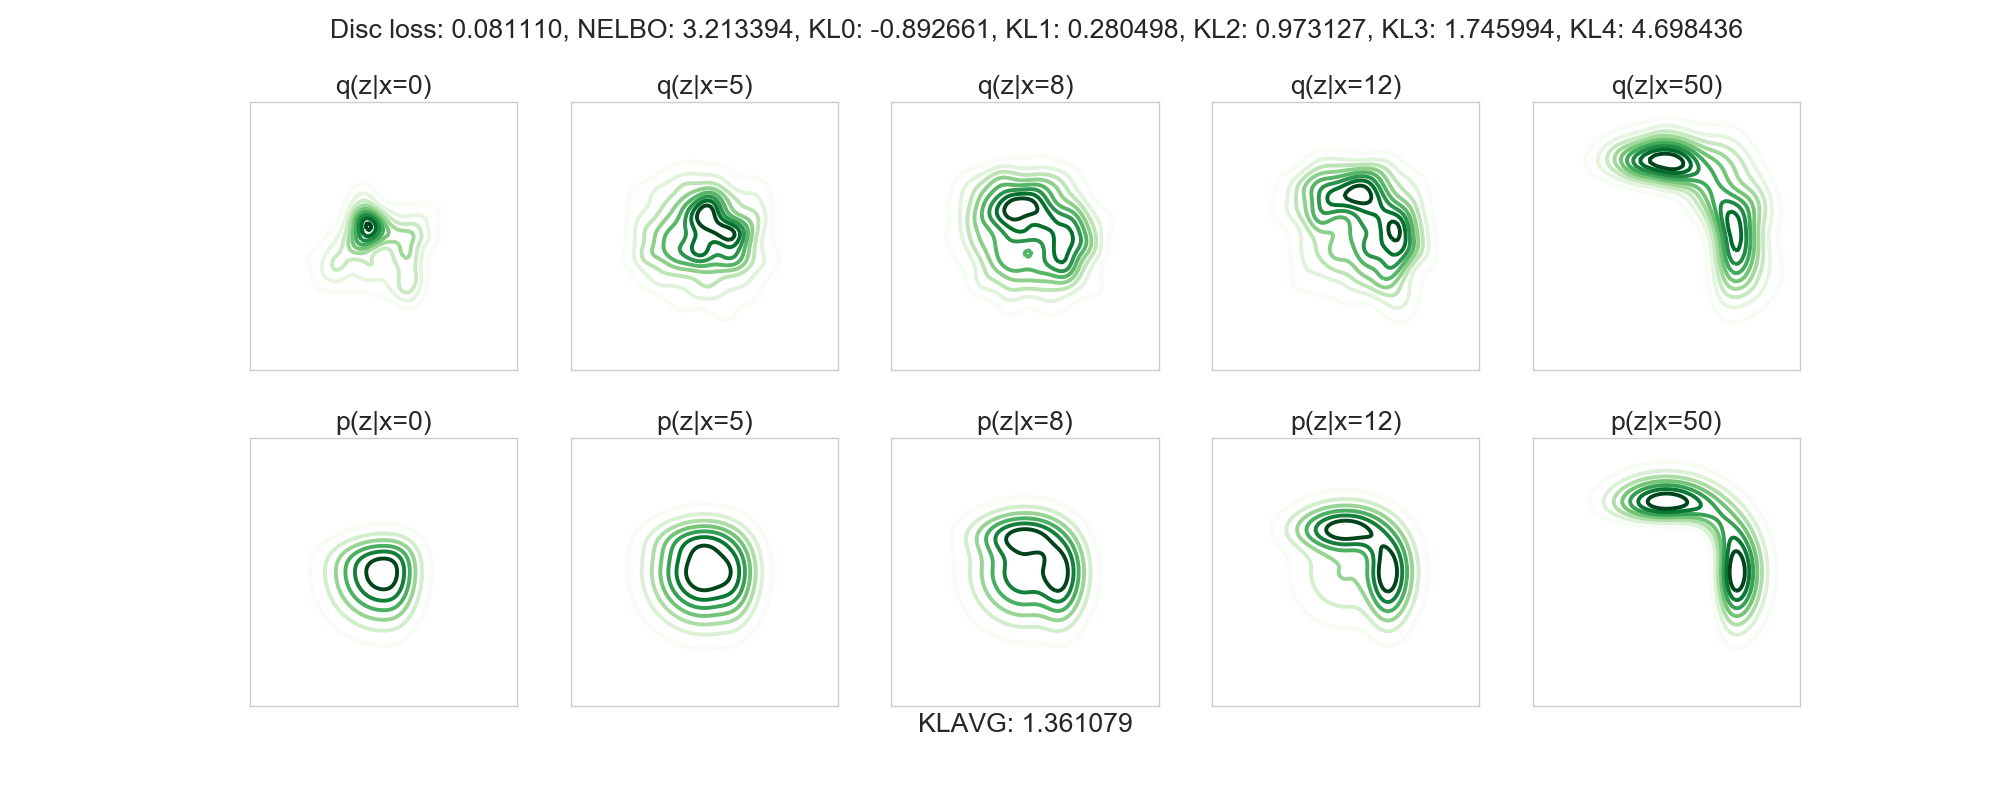 Disc loss: 0.081110, NELBO: 3.213394, KL0: -0.892661, KL1: 0.280498, KL2: 0.973127, KL3: 1.745994, KL4: 4.698436
q(z|x=0) q(z|x=5) q(z|x=8) q(z|x=12) q(z|x=50)
p(z|x=0) p(z|x=5) p(z|x=8) p(z|x=12) p(z|x=50)
KLAVG: 1.361079